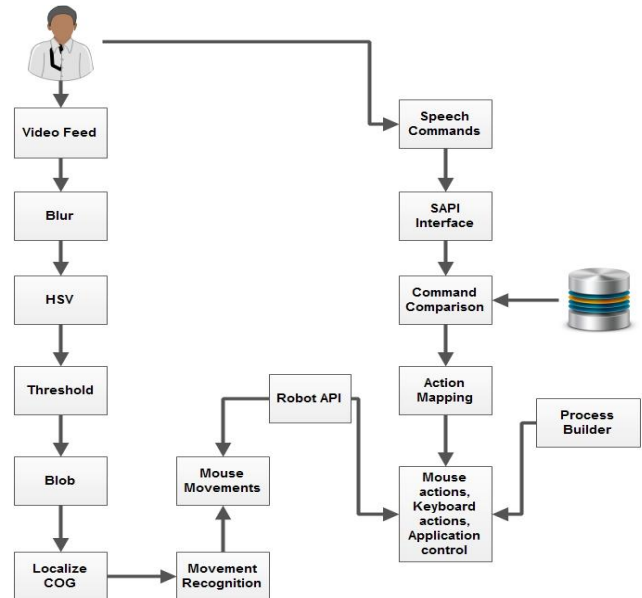 Video Feed
Blur
HSV
Threshold
Blob
Localize
COG
Movement
Recognition
Mouse
Movements
Robot API
Speech
Commands
SAPI
Interface
Command
Comparison
Action
Mapping
Mouse
actions,
Keyboard
actions,
Application
control
Process
Builder